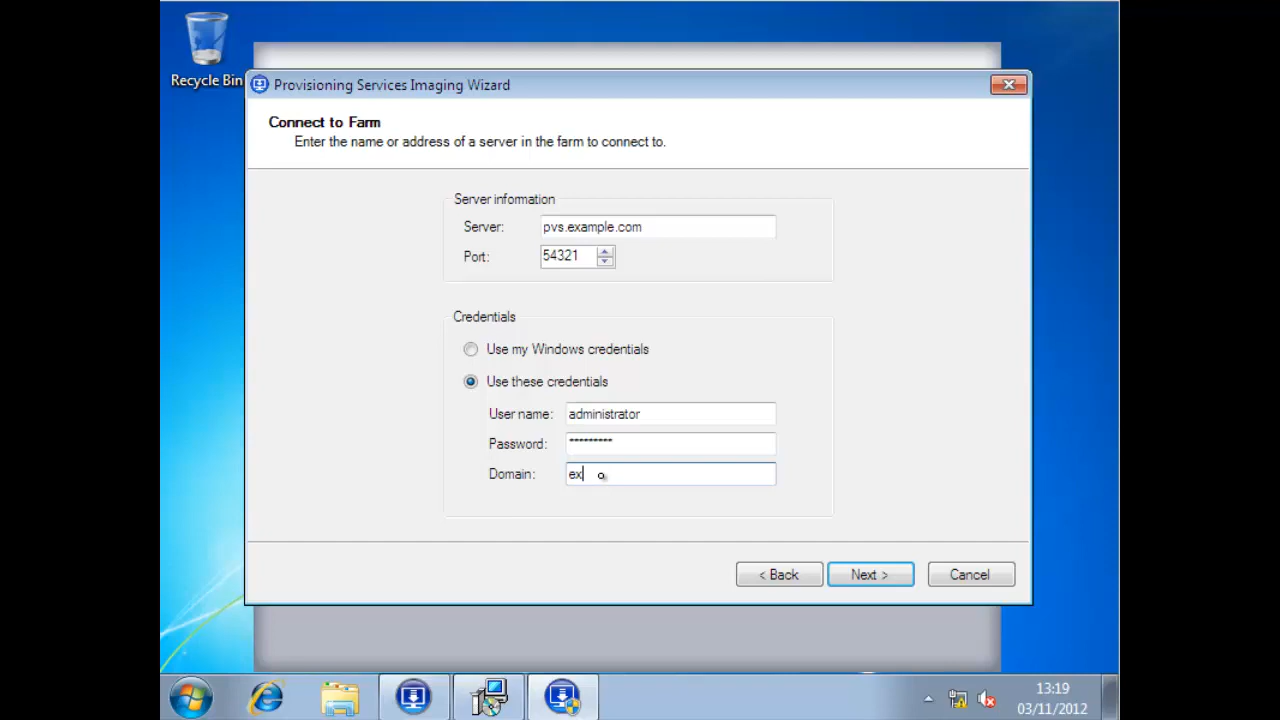 Recycle Bin
Provisioning Services Imaging Wizard
Connect to Farm
Enter the name or address of a server in the farm to connect to.
Server information
Server: pvs.example.com
Port: 54321
Credentials
Use my Windows credentials
Use these credentials
User name: administrator
Password: *********
Domain: ex
< Back Next > Cancel
13:19
03/11/2012